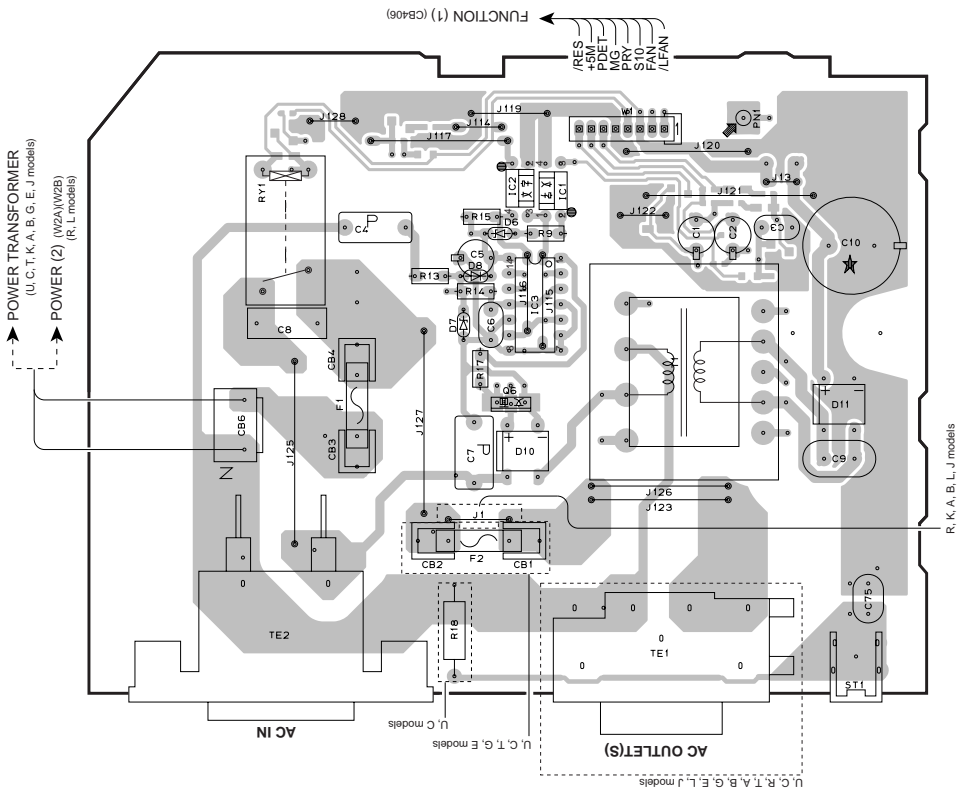 FUNCTION (1) (CB406)
/RES
+5M
PDET
MG
PRY
S10
FAN
/LFAN
POWER TRANSFORMER
(U, C, T, K, A, B, G, E, J models)
POWER (2) (W2A)(W2B)
(R, L models)
J128
J119
J114
J117
W1
1
PN1
J120
J13
J121
J122
RY1
C4
P
IC2
IC1
R15
D6
R9
C1
C2
C3
C10
C5
D8
R13
R14
J116
IC3
J115
C8
D7
C6
CB4
F1
CB3
CB6
N
J125
J127
R17
Q6
C7
P
D10
T1
D11
C9
J126
J123
J1
CB2
F2
CB1
R, K, A, B, L, J models
TE2
R18
TE1
C75
ST1
AC IN
U, C models
U, C, T, G, E models
AC OUTLET(S)
U, C, R, T, A, B, G, E, L, J models